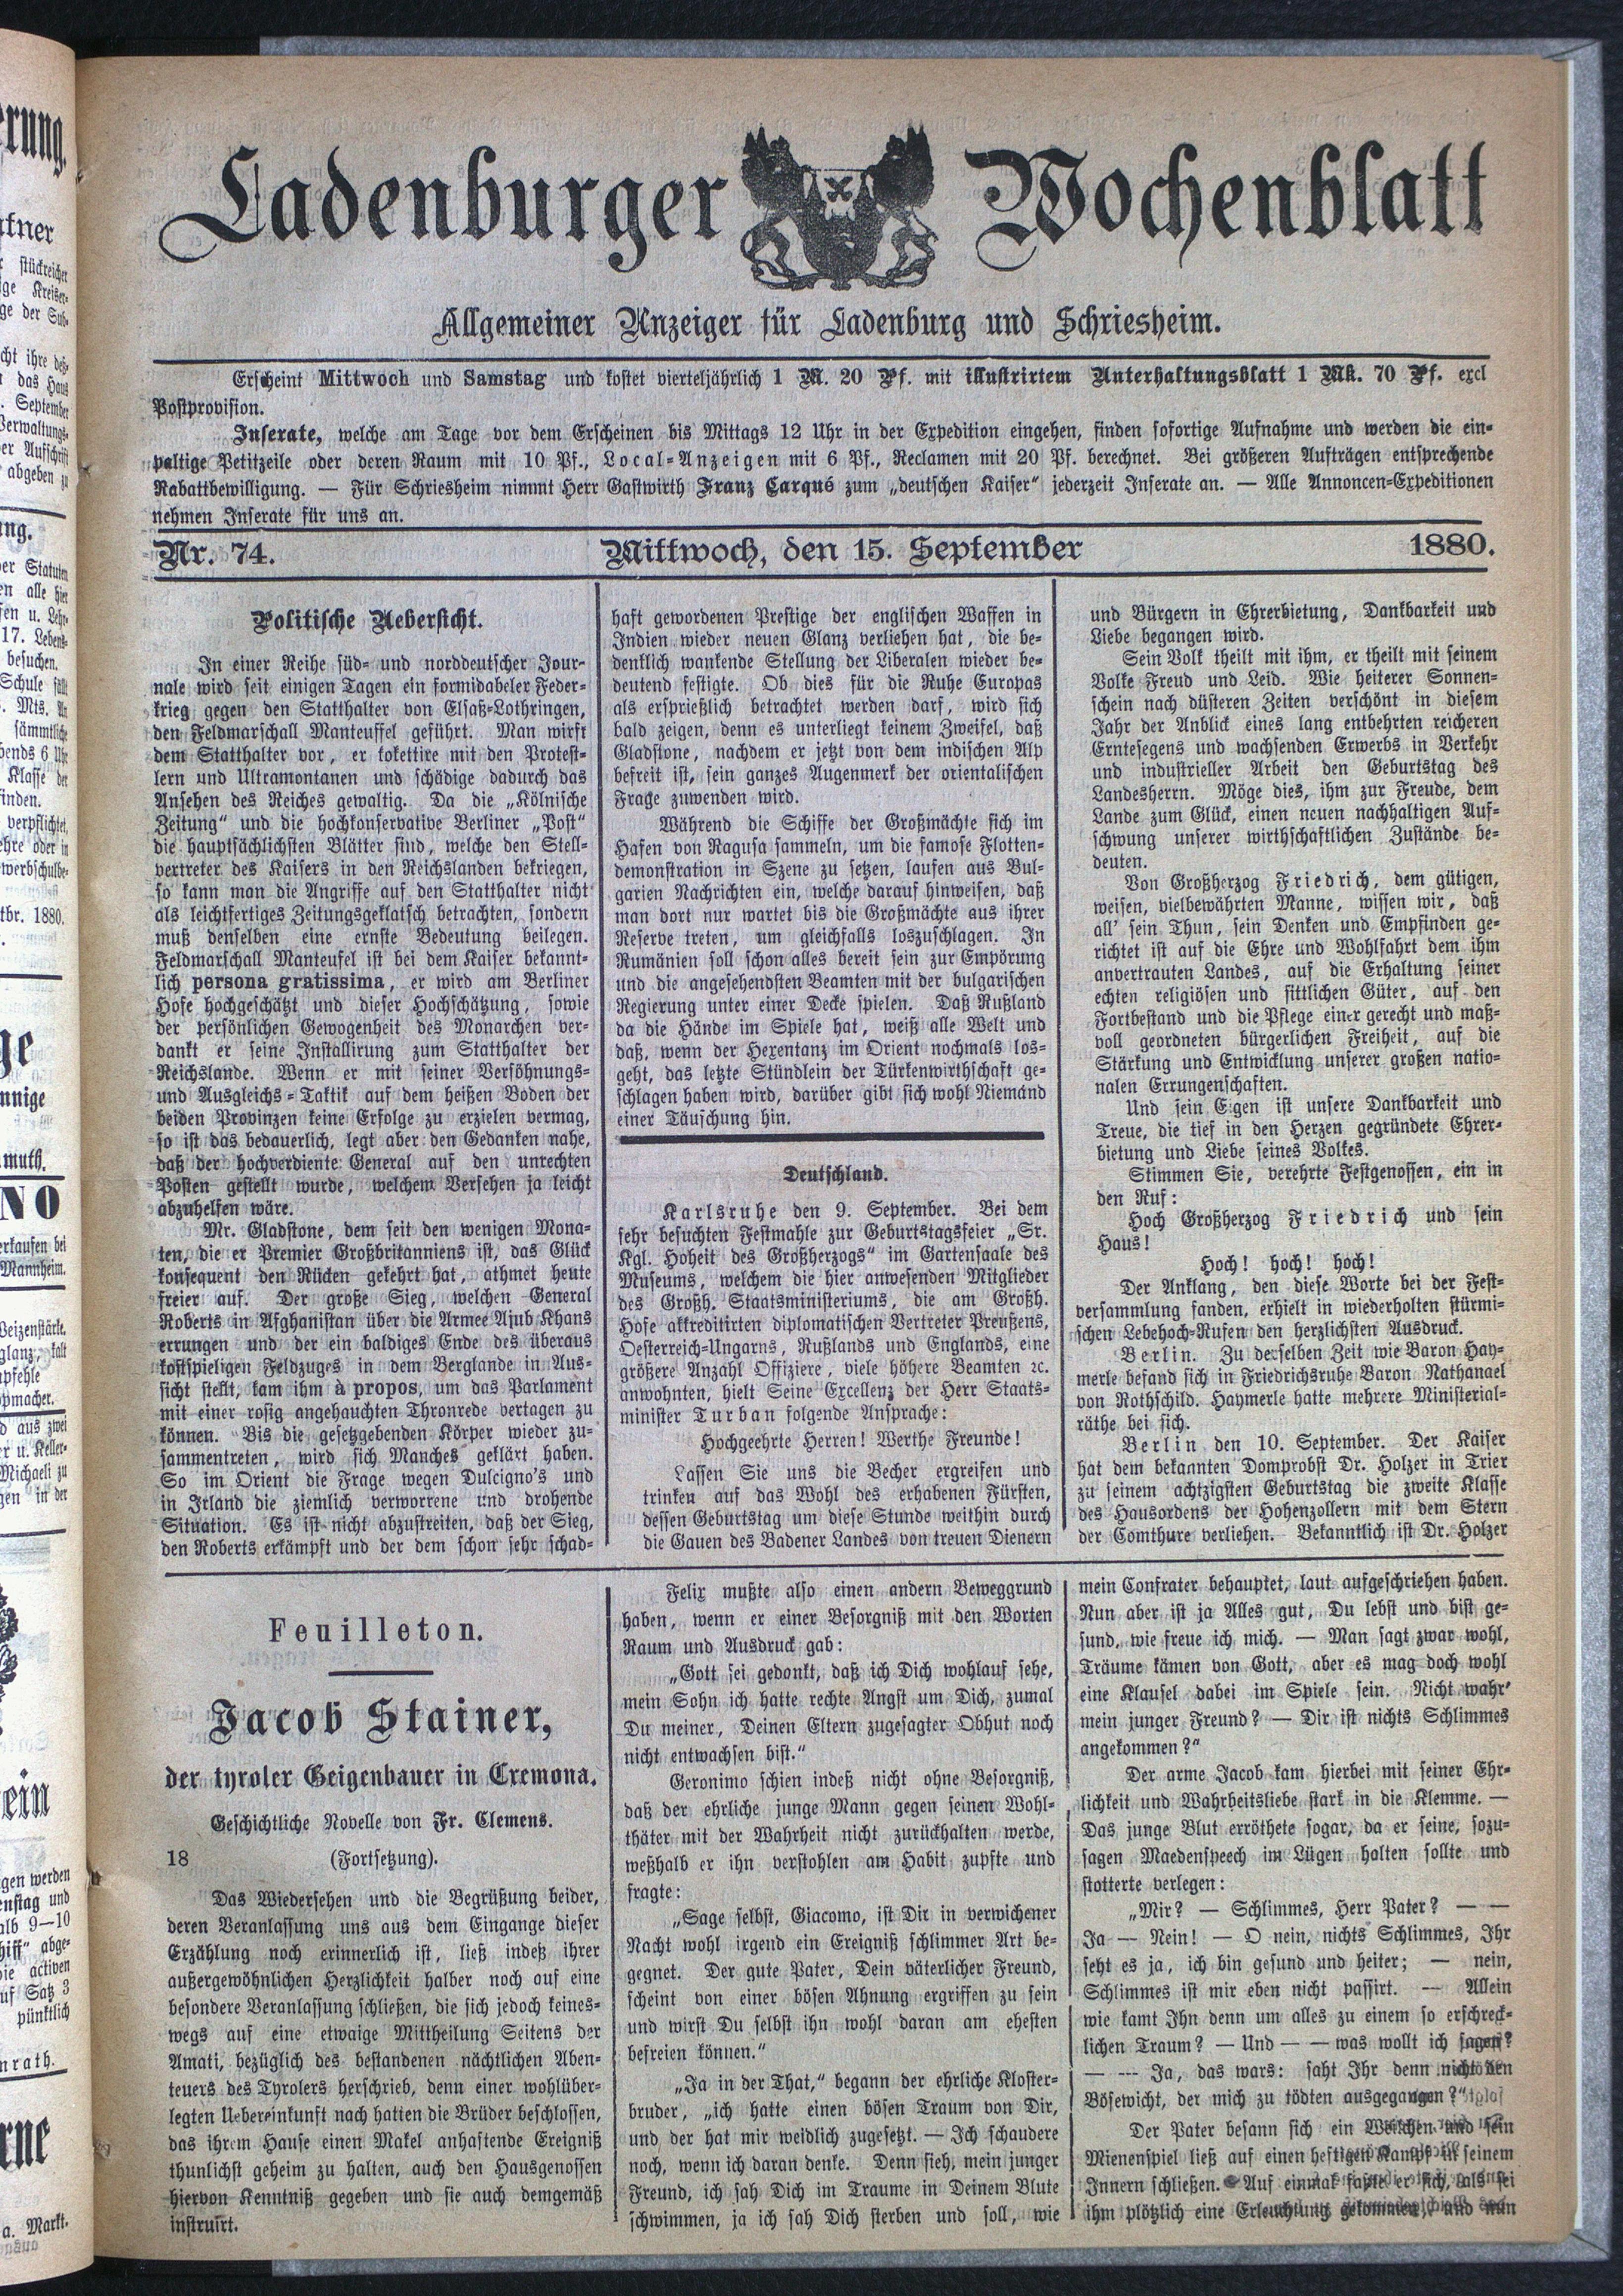 Ladenburger Wochenblatt
Allgemeiner Anzeiger für Ladenburg und Schriesheim.
Erscheint Mittwoch und Samstag und kostet vierteljährlich 1 M. 20 Pf. mit illustrirtem Unterhaltungsblatt 1 Mk. 70 Pf. excl
Postprovision.
Inserate, welche am Tage vor dem Erscheinen bis Mittags 12 Uhr in der Expedition eingehen, finden sofortige Aufnahme und werden die ein-
paltige Petitzeile oder deren Raum mit 10 Pf., Local-Anzeigen mit 6 Pf., Reclamen mit 20 Pf. berechnet. Bei größeren Aufträgen entsprechende
Rabattbewilligung. — Für Schriesheim nimmt Herr Gastwirth Franz Carqué zum „deutschen Kaiser“ jederzeit Inserate an. — Alle Annoncen-Expeditionen
nehmen Inserate für uns an.
Nr. 74. Mittwoch, den 15. September 1880.
Politische Uebersicht.
In einer Reihe süd- und norddeutscher Jour-
nale wird seit einigen Tagen ein formidabeler Feder-
krieg gegen den Statthalter von Elsaß-Lothringen,
den Feldmarschall Manteuffel geführt. Man wirft
dem Statthalter vor, er kokettire mit den Protest-
lern und Ultramontanen und schädige dadurch das
Ansehen des Reiches gewaltig. Da die „Kölnische
Zeitung“ und die hochkonservative Berliner „Post“
die hauptsächlichsten Blätter sind, welche den Stell-
vertreter des Kaisers in den Reichslanden bekriegen,
so kann man die Angriffe auf den Statthalter nicht
als leichtfertiges Zeitungsgeklatsch betrachten, sondern
muß denselben eine ernste Bedeutung beilegen.
Feldmarschall Manteufel ist bei dem Kaiser bekannt-
lich persona gratissima, er wird am Berliner
Hofe hochgeschätzt und dieser Hochschätzung, sowie
der persönlichen Gewogenheit des Monarchen ver-
dankt er seine Installirung zum Statthalter der
Reichslande. Wenn er mit seiner Versöhnungs-
und Ausgleichs-Taktik auf dem heißen Boden der
beiden Provinzen keine Erfolge zu erzielen vermag,
so ist das bedauerlich, legt aber den Gedanken nahe,
daß der hochverdiente General auf den unrechten
Posten gestellt wurde, welchem Versehen ja leicht
abzuhelfen wäre.
Mr. Gladstone, dem seit den wenigen Mona-
ten, die er Premier Großbritanniens ist, das Glück
konsequent den Rücken gekehrt hat, athmet heute
freier auf. Der große Sieg, welchen General
Roberts in Afghanistan über die Armee Ajub Khans
errungen und der ein baldiges Ende des überaus
kostspieligen Feldzuges in dem Berglande in Aus-
sicht stellt, kam ihm à propos, um das Parlament
mit einer rosig angehauchten Thronrede vertagen zu
können. Bis die gesetzgebenden Körper wieder zu-
sammentreten, wird sich Manches geklärt haben.
So im Orient die Frage wegen Dulcigno's und
in Irland die ziemlich verworrene und drohende
Situation. Es ist nicht abzustreiten, daß der Sieg,
den Roberts erkämpft und der dem schon sehr schad-
haft gewordenen Prestige der englischen Waffen in
Indien wieder neuen Glanz verliehen hat, die be-
denklich wankende Stellung der Liberalen wieder be-
deutend festigte. Ob dies für die Ruhe Europas
als ersprießlich betrachtet werden darf, wird sich
bald zeigen, denn es unterliegt keinem Zweifel, daß
Gladstone, nachdem er jetzt von dem indischen Alp
befreit ist, sein ganzes Augenmerk der orientalischen
Frage zuwenden wird.
Während die Schiffe der Großmächte sich im
Hafen von Ragusa sammeln, um die famose Flotten-
demonstration in Szene zu setzen, laufen aus Bul-
garien Nachrichten ein, welche darauf hinweisen, daß
man dort nur wartet bis die Großmächte aus ihrer
Reserve treten, um gleichfalls loszuschlagen. In
Rumänien soll schon alles bereit sein zur Empörung
und die angesehendsten Beamten mit der bulgarischen
Regierung unter einer Decke spielen. Daß Rußland
da die Hände im Spiele hat, weiß alle Welt und
daß, wenn der Hexentanz im Orient nochmals los-
geht, das letzte Stündlein der Türkenwirthschaft ge-
schlagen haben wird, darüber gibt sich wohl Niemand
einer Täuschung hin.
Deutschland.
Karlsruhe den 9. September. Bei dem
sehr besuchten Festmahle zur Geburtstagsfeier „Sr.
Kgl. Hoheit des Großherzogs“ im Gartensaale des
Museums, welchem die hier anwesenden Mitglieder
des Großh. Staatsministeriums, die am Großh.
Hofe akkreditirten diplomatischen Vertreter Preußens,
Oesterreich-Ungarns, Rußlands und Englands, eine
größere Anzahl Offiziere, viele höhere Beamten ꝛc.
anwohnten, hielt Seine Excellenz der Herr Staats-
minister Turban folgende Ansprache:
Hochgeehrte Herren! Werthe Freunde!
Lassen Sie uns die Becher ergreifen und
trinken auf das Wohl des erhabenen Fürsten,
dessen Geburtstag um diese Stunde weithin durch
die Gauen des Badener Landes von treuen Dienern
und Bürgern in Ehrerbietung, Dankbarkeit und
Liebe begangen wird.
Sein Volk theilt mit ihm, er theilt mit seinem
Volke Freud und Leid. Wie heiterer Sonnen-
schein nach düsteren Zeiten verschönt in diesem
Jahr der Anblick eines lang entbehrten reicheren
Erntesegens und wachsenden Erwerbs in Verkehr
und industrieller Arbeit den Geburtstag des
Landesherrn. Möge dies, ihm zur Freude, dem
Lande zum Glück, einen neuen nachhaltigen Auf-
schwung unserer wirthschaftlichen Zustände be-
deuten.
Von Großherzog Friedrich, dem gütigen,
weisen, vielbewährten Manne, wissen wir, daß
all' sein Thun, sein Denken und Empfinden ge-
richtet ist auf die Ehre und Wohlfahrt dem ihm
anvertrauten Landes, auf die Erhaltung seiner
echten religiösen und sittlichen Güter, auf den
Fortbestand und die Pflege einer gerecht und maß-
voll geordneten bürgerlichen Freiheit, auf die
Stärkung und Entwicklung unserer großen natio-
nalen Errungenschaften.
Und sein Eigen ist unsere Dankbarkeit und
Treue, die tief in den Herzen gegründete Ehrer-
bietung und Liebe seines Volkes.
Stimmen Sie, verehrte Festgenossen, ein in
den Ruf:
Hoch Großherzog Friedrich und sein
Haus!
Hoch! hoch! hoch!
Der Anklang, den diese Worte bei der Fest-
versammlung fanden, erhielt in wiederholten stürmi-
schen Lebehoch-Rufen den herzlichsten Ausdruck.
Berlin. Zu derselben Zeit wie Baron Hay-
merle befand sich in Friedrichsruhe Baron Nathanael
von Rothschild. Haymerle hatte mehrere Ministerial-
räthe bei sich.
Berlin den 10. September. Der Kaiser
hat dem bekannten Domprobst Dr. Holzer in Trier
zu seinem achtzigsten Geburtstag die zweite Klasse
des Hausordens der Hohenzollern mit dem Stern
der Comthure verliehen. Bekanntlich ist Dr. Holzer
Feuilleton.
Jacob Stainer,
der tyroler Geigenbauer in Cremona.
Geschichtliche Novelle von Fr. Clemens.
18 (Fortsetzung).
Das Wiedersehen und die Begrüßung beider,
deren Veranlassung uns aus dem Eingange dieser
Erzählung noch erinnerlich ist, ließ indeß ihrer
außergewöhnlichen Herzlichkeit halber noch auf eine
besondere Veranlassung schließen, die sich jedoch keines-
wegs auf eine etwaige Mittheilung Seitens der
Amati, bezüglich des bestandenen nächtlichen Aben-
teuers des Tyrolers herschrieb, denn einer wohlüber-
legten Uebereinkunft nach hatten die Brüder beschlossen,
das ihrem Hause einen Makel anhaftende Ereigniß
thunlichst geheim zu halten, auch den Hausgenossen
hiervon Kenntniß gegeben und sie auch demgemäß
instruirt.
Felix mußte also einen andern Beweggrund
haben, wenn er einer Besorgniß mit den Worten
Raum und Ausdruck gab:
„Gott sei gedankt, daß ich Dich wohlauf sehe,
mein Sohn ich hatte rechte Angst um Dich, zumal
Du meiner, Deinen Eltern zugesagter Obhut noch
nicht entwachsen bist.“
Geronimo schien indeß nicht ohne Besorgniß,
daß der ehrliche junge Mann gegen seinen Wohl-
thäter mit der Wahrheit nicht zurückhalten werde,
weßhalb er ihn verstohlen am Habit zupfte und
fragte:
„Sage selbst, Giacomo, ist Dir in verwichener
Nacht wohl irgend ein Ereigniß schlimmer Art be-
gegnet. Der gute Pater, Dein väterlicher Freund,
scheint von einer bösen Ahnung ergriffen zu sein
und wirst Du selbst ihn wohl daran am ehesten
befreien können.“
„Ja in der That,“ begann der ehrliche Kloster-
bruder, „ich hatte einen bösen Traum von Dir,
und der hat mir weidlich zugesetzt. — Ich schaudere
noch, wenn ich daran denke. Denn sieh, mein junger
Freund, ich sah Dich im Traume in Deinem Blute
schwimmen, ja ich sah Dich sterben und soll, wie
mein Confrater behauptet, laut aufgeschriehen haben.
Nun aber ist ja Alles gut, Du lebst und bist ge-
sund, wie freue ich mich. — Man sagt zwar wohl,
Träume kämen von Gott, aber es mag doch wohl
eine Klausel dabei im Spiele sein. Nicht wahr'
mein junger Freund? — Dir ist nichts Schlimmes
angekommen?“
Der arme Jacob kam hierbei mit seiner Ehr-
lichkeit und Wahrheitsliebe stark in die Klemme. —
Das junge Blut erröthete sogar, da er seine, sozu-
sagen Maedenspeech im Lügen halten sollte und
stotterte verlegen:
„Mir? — Schlimmes, Herr Pater? — —
Ja — Nein! — O nein, nichts Schlimmes, Ihr
seht es ja, ich bin gesund und heiter; — nein,
Schlimmes ist mir eben nicht passirt. — Allein
wie kamt Ihn denn um alles zu einem so erschreck-
lichen Traum? — Und — — was wollt ich sagen?
— — Ja, das wars: saht Ihr denn nicht den
Bösewicht, der mich zu tödten ausgegangen?“
Der Pater besann sich ein Weilchen und sein
Mienenspiel ließ auf einen heftigen Kampf in seinem
Innern schließen. Auf einmal faßte er sich, als sei
ihm plötzlich eine Erleuchtung gekommen, und nun